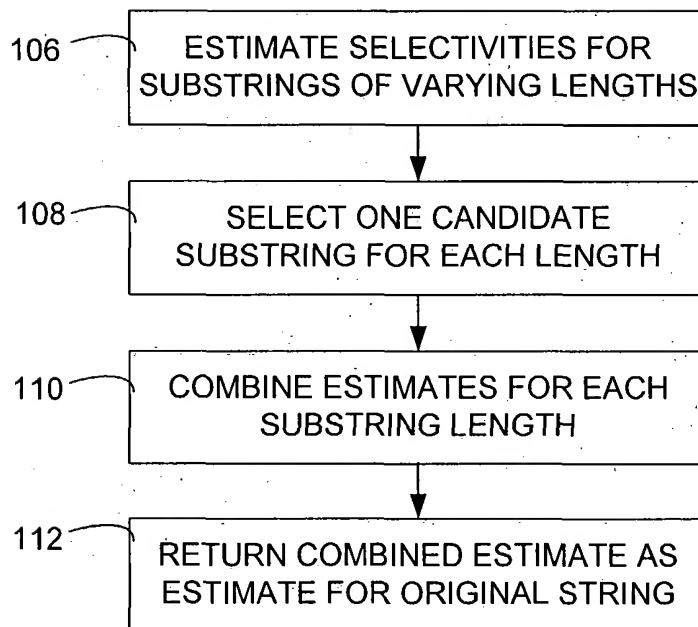 106
ESTIMATE SELECTIVITIES FOR
SUBSTRINGS OF VARYING LENGTHS
108
SELECT ONE CANDIDATE
SUBSTRING FOR EACH LENGTH
110
COMBINE ESTIMATES FOR EACH
SUBSTRING LENGTH
112
RETURN COMBINED ESTIMATE AS
ESTIMATE FOR ORIGINAL STRING